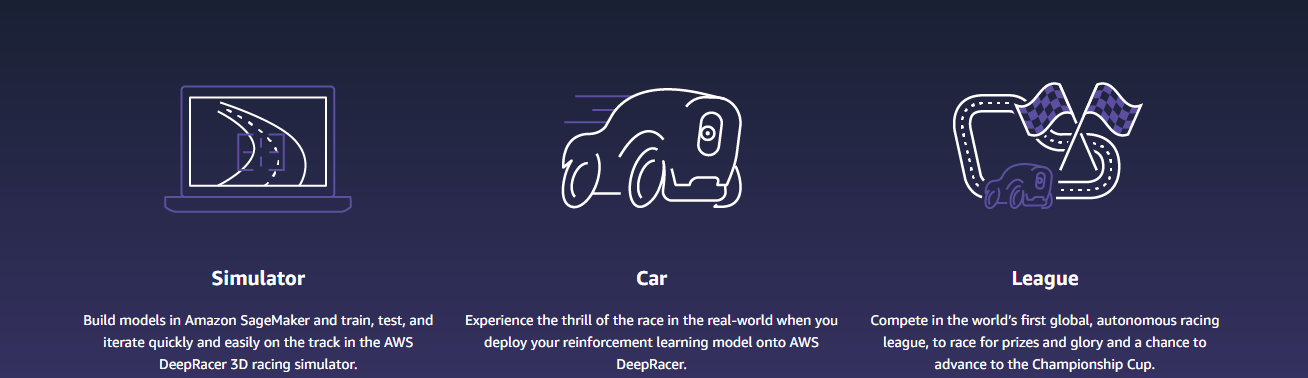 Simulator
Build models in Amazon SageMaker and train, test, and
iterate quickly and easily on the track in the AWS
DeepRacer 3D racing simulator.
Car
Experience the thrill of the race in the real-world when you
deploy your reinforcement learning model onto AWS
DeepRacer.
League
Compete in the world's first global, autonomous racing
league, to race for prizes and glory and a chance to
advance to the Championship Cup.